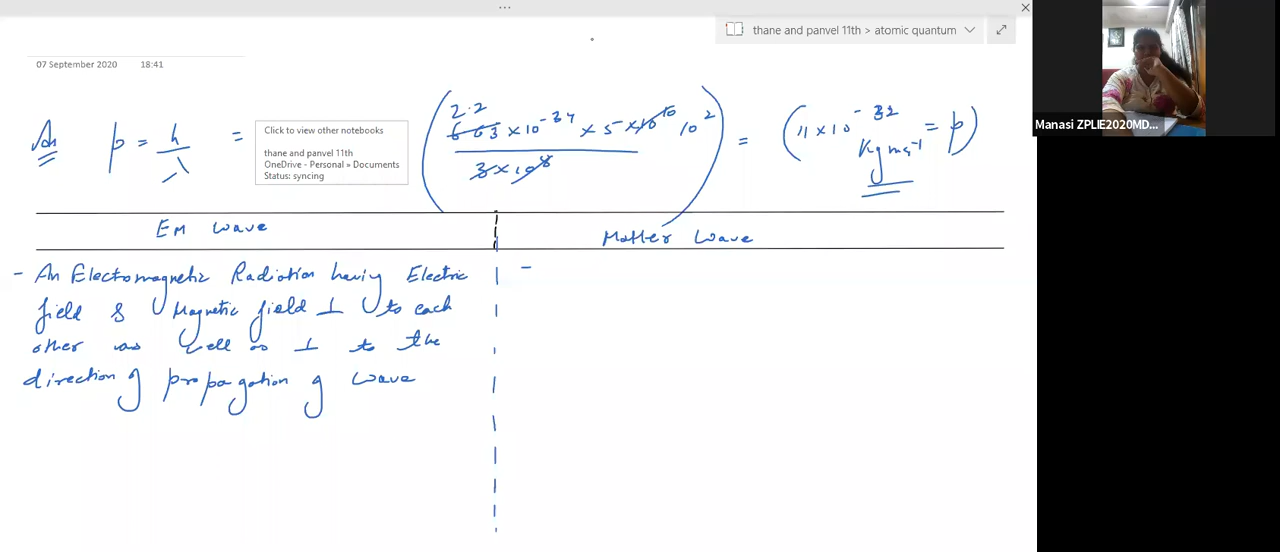 thane and panvel 11th > atomic quantum
07 September 2020 18:41
Click to view other notebooks
thane and panvel 11th
OneDrive - Personal » Documents
Status: syncing
Manasi ZPLIE2020MD...
Ans p = h/λ = ( 2.2 6 63 × 10⁻³⁴ × 5 × 10¹⁰ 10² / 3 × 10⁸ ) = ( 11 × 10⁻³² kg ms⁻¹ = p )
EM wave Matter wave
- An Electromagnetic Radiation having Electric -
field & Magnetic field ⊥ to each
other as well as ⊥ to the
direction of propagation of wave